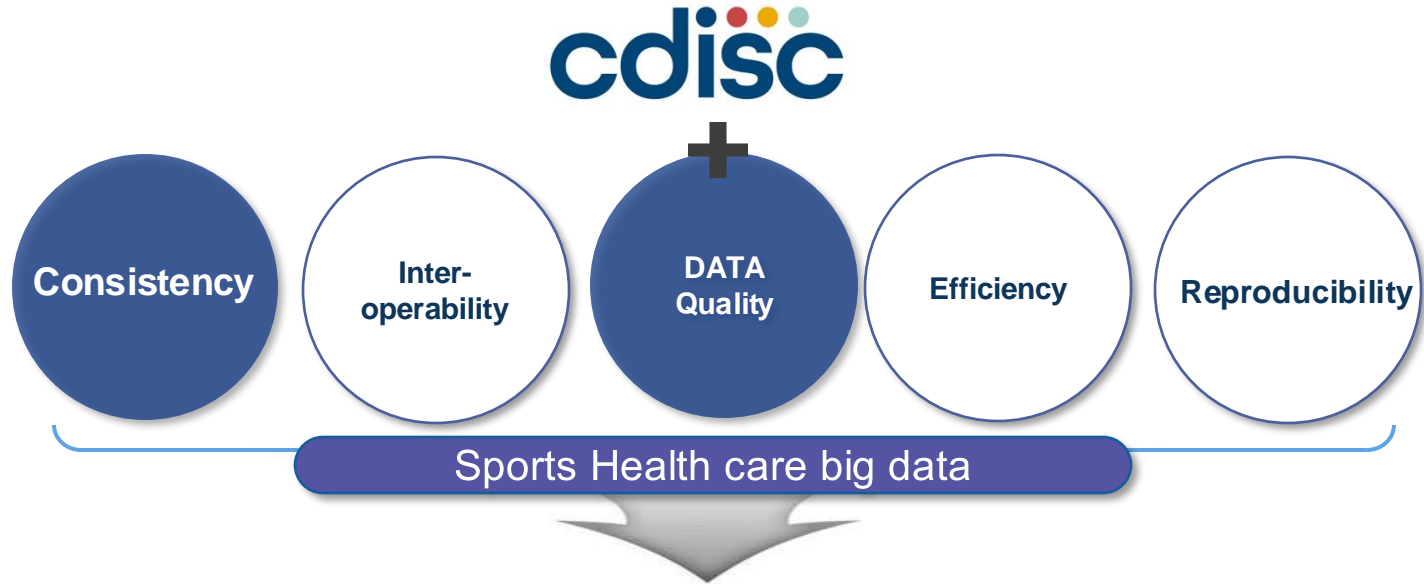 cdisc
Consistency
Inter-
operability
DATA
Quality
Efficiency
Reproducibility
Sports Health care big data